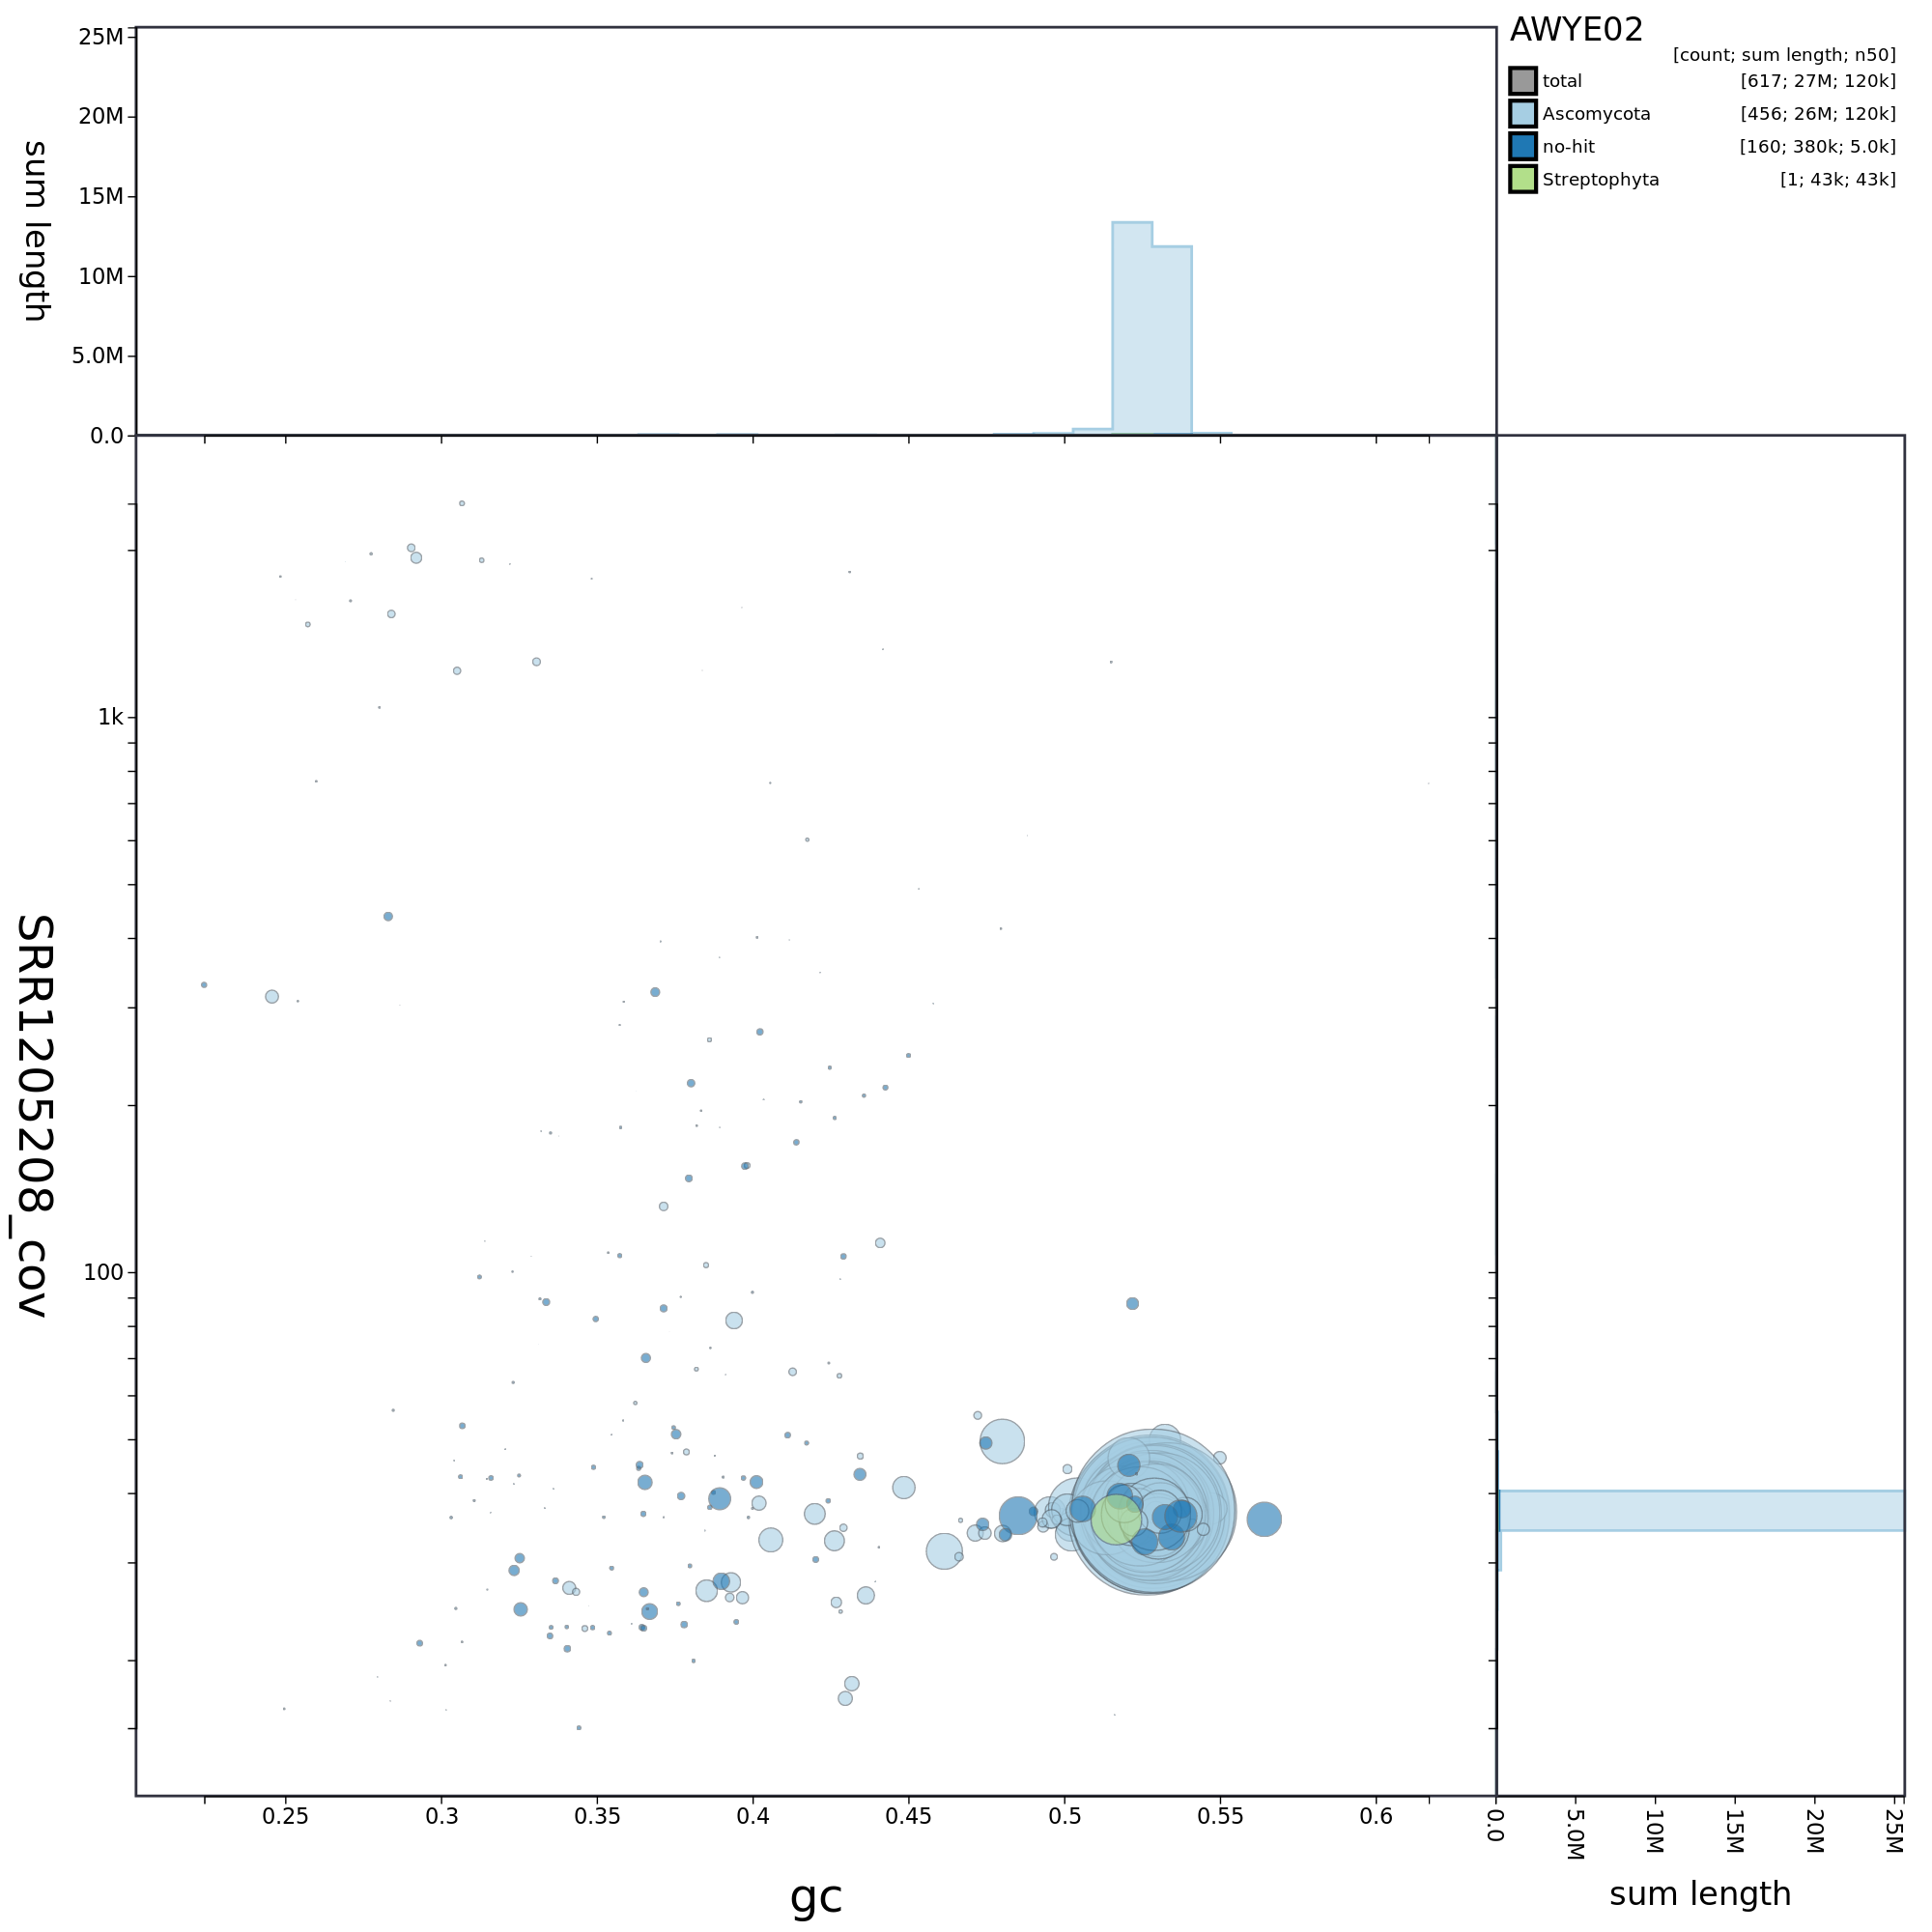 AWYE02
[count; sum length; n50]
total [617; 27M; 120k]
Ascomycota [456; 26M; 120k]
no-hit [160; 380k; 5.0k]
Streptophyta [1; 43k; 43k]
25M
20M
15M
10M
5.0M
0.0
sum length
1k
100
SRR1205208_cov
0.25 0.3 0.35 0.4 0.45 0.5 0.55 0.6
gc
0.0 5.0M 10M 15M 20M 25M
sum length